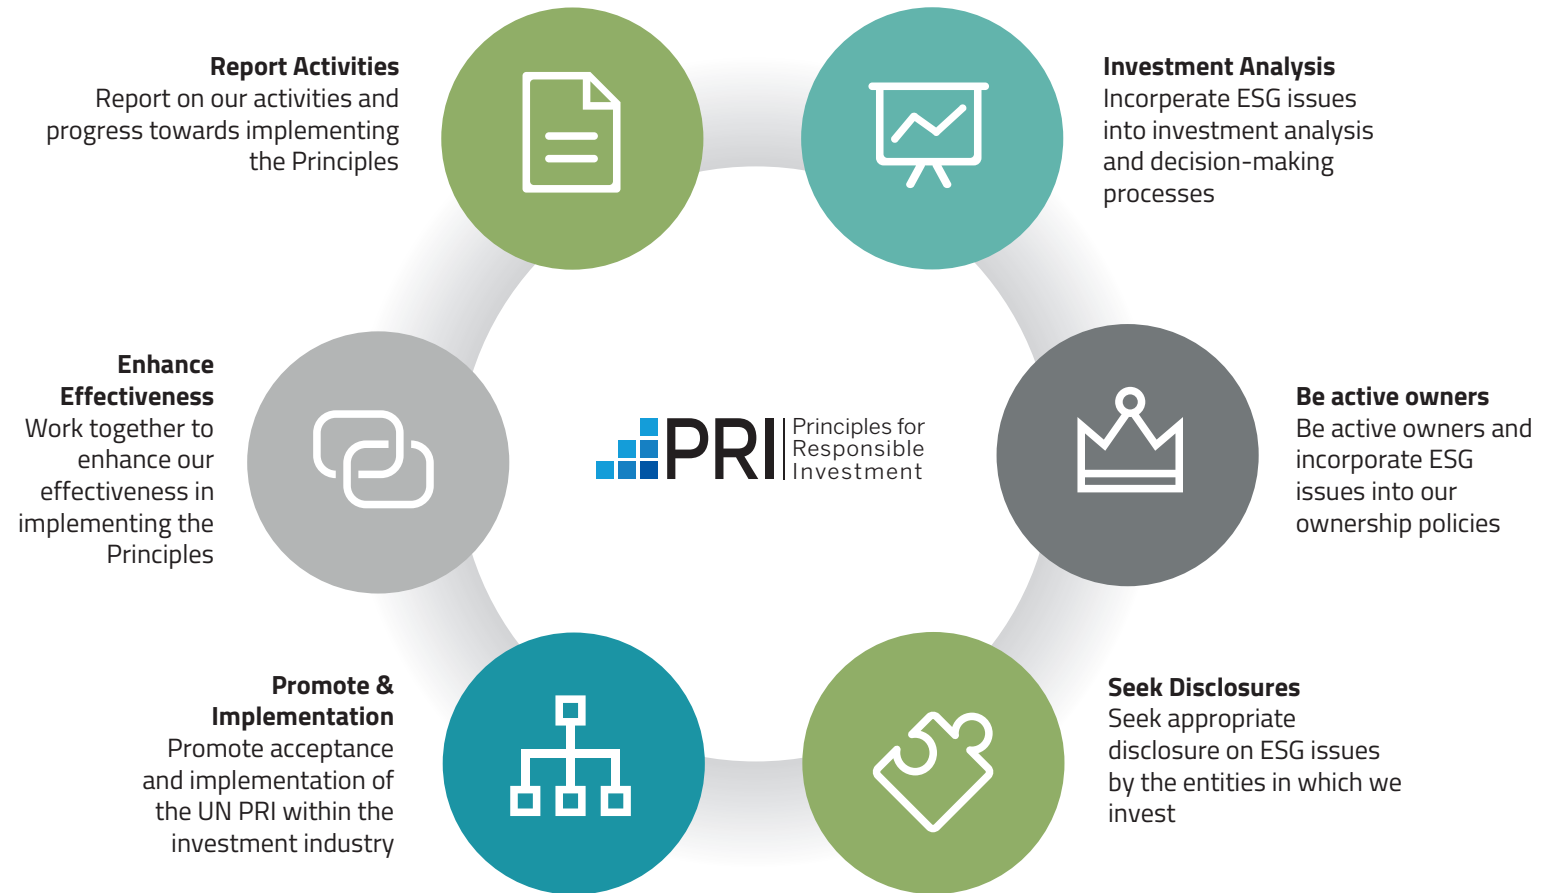 Report Activities
Report on our activities and
progress towards implementing
the Principles
Investment Analysis
Incorperate ESG issues
into investment analysis
and decision-making
processes
Enhance
Effectiveness
Work together to
enhance our
effectiveness in
implementing the
Principles
PRI
Principles for
Responsible
Investment
Be active owners
Be active owners and
incorporate ESG
issues into our
ownership policies
Promote &
Implementation
Promote acceptance
and implementation of
the UN PRI within the
investment industry
Seek Disclosures
Seek appropriate
disclosure on ESG issues
by the entities in which we
invest